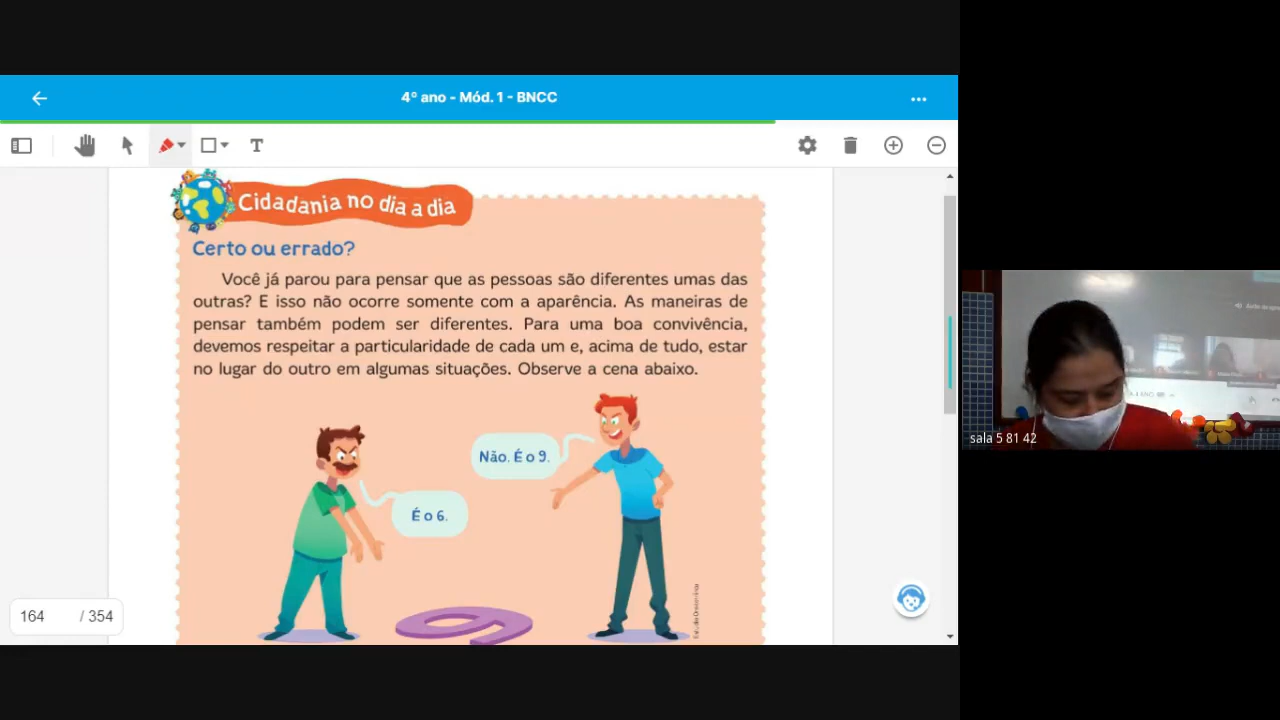 4º ano - Mód. 1 - BNCC
T
Cidadania no dia a dia
Certo ou errado?
Você já parou para pensar que as pessoas são diferentes umas das
outras? E isso não ocorre somente com a aparência. As maneiras de
pensar também podem ser diferentes. Para uma boa convivência,
devemos respeitar a particularidade de cada um e, acima de tudo, estar
no lugar do outro em algumas situações. Observe a cena abaixo.
Não. É o 9.
É o 6.
164 / 354
sala 5 81 42